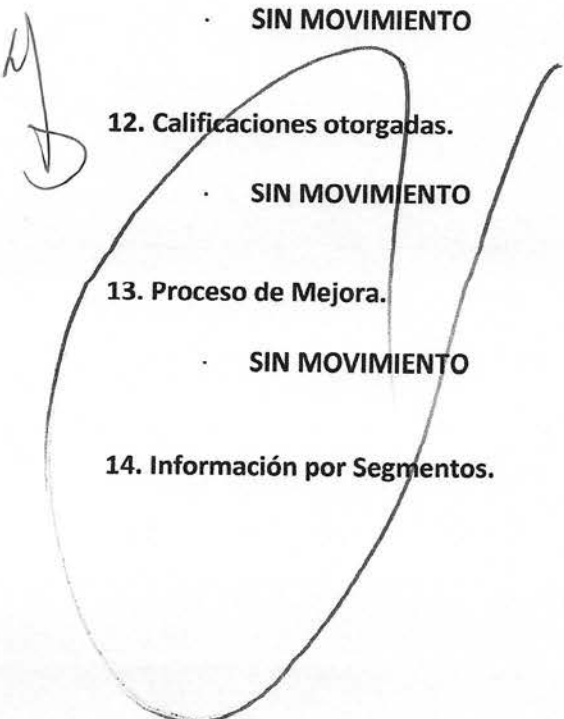 · SIN MOVIMIENTO
12. Calificaciones otorgadas.
· SIN MOVIMIENTO
13. Proceso de Mejora.
· SIN MOVIMIENTO
14. Información por Segmentos.